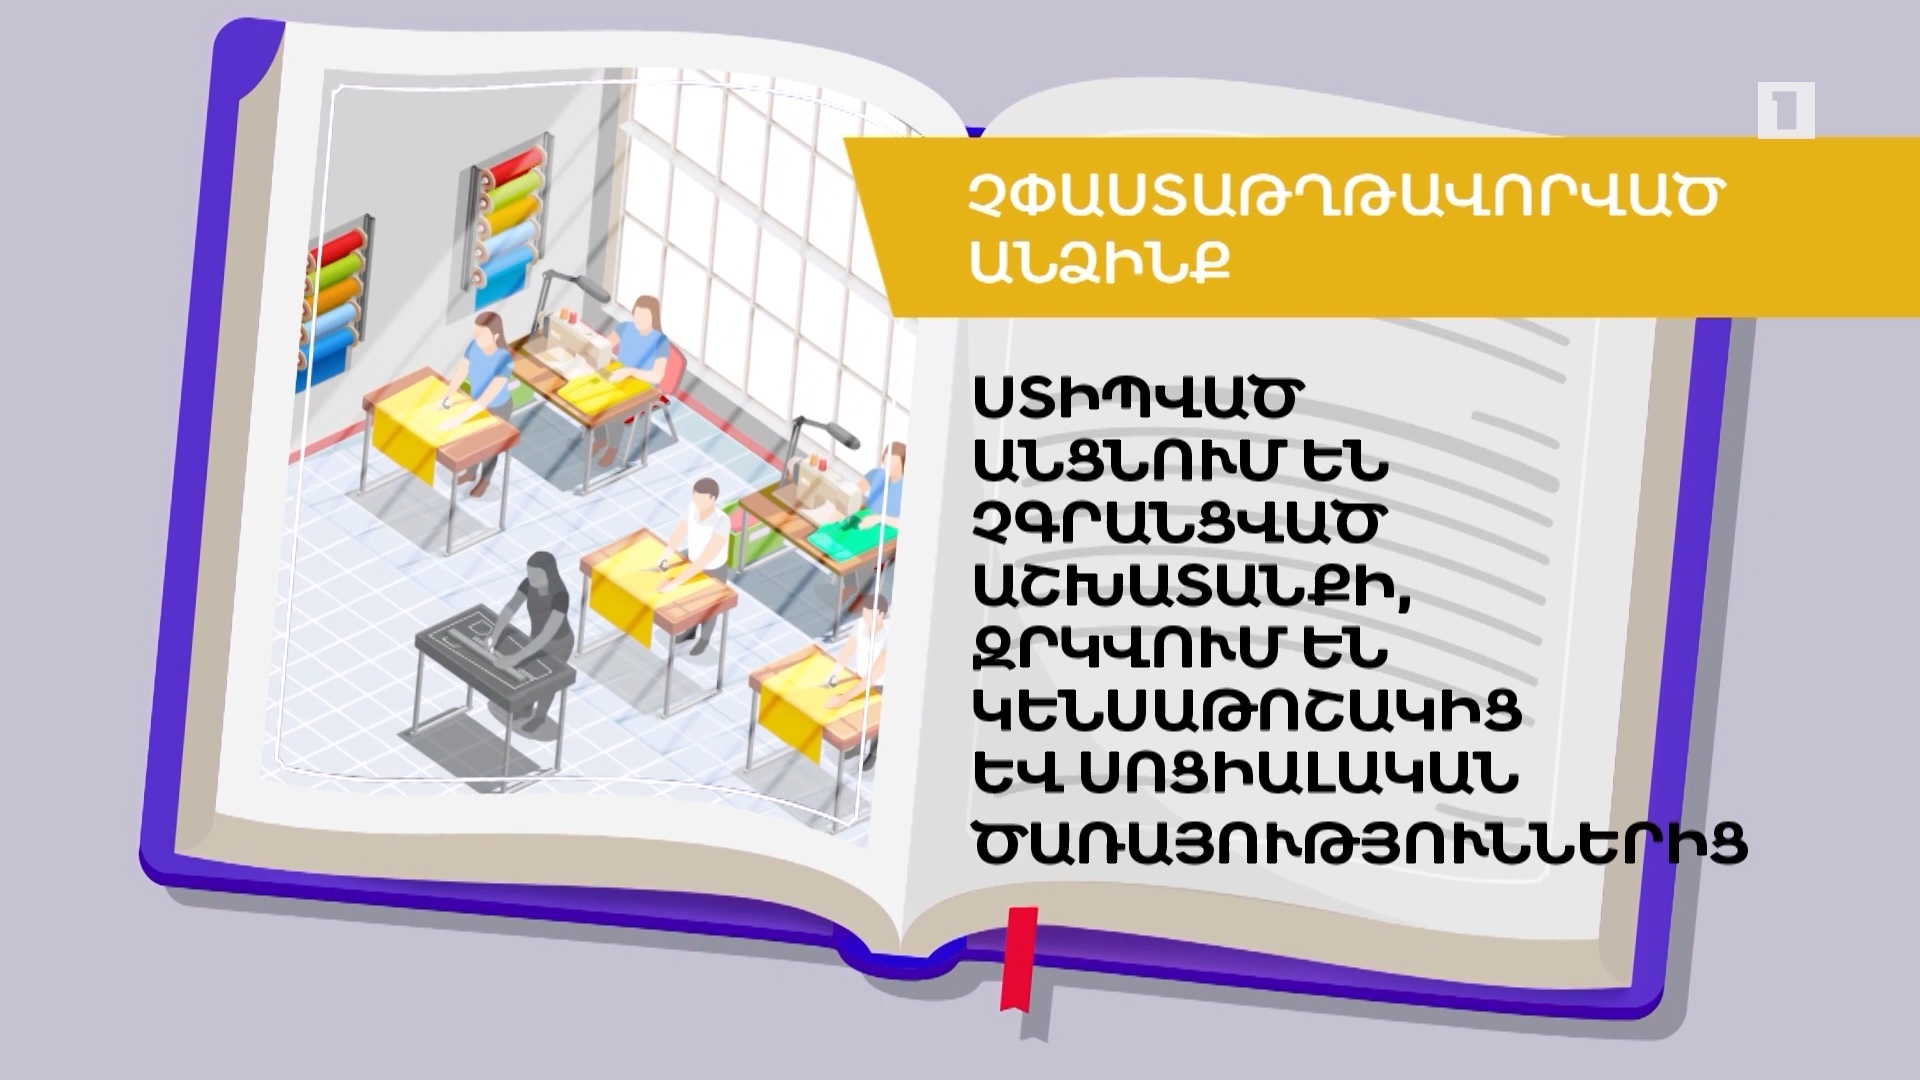 1
ՉՓԱՍՏԱԹՂԹԱՎՈՐՎԱԾ
ԱՆՁԻՆՔ
ՍՏԻՊՎԱԾ
ԱՆՑՆՈՒՄ ԵՆ
ՉԳՐԱՆՑՎԱԾ
ԱՇԽԱՏԱՆՔԻ,
ԶՐԿՎՈՒՄ ԵՆ
ԿԵՆՍԱԹՈՇԱԿԻՑ
ԵՎ ՍՈՑԻԱԼԱԿԱՆ
ԾԱՌԱՅՈՒԹՅՈՒՆՆԵՐԻՑ